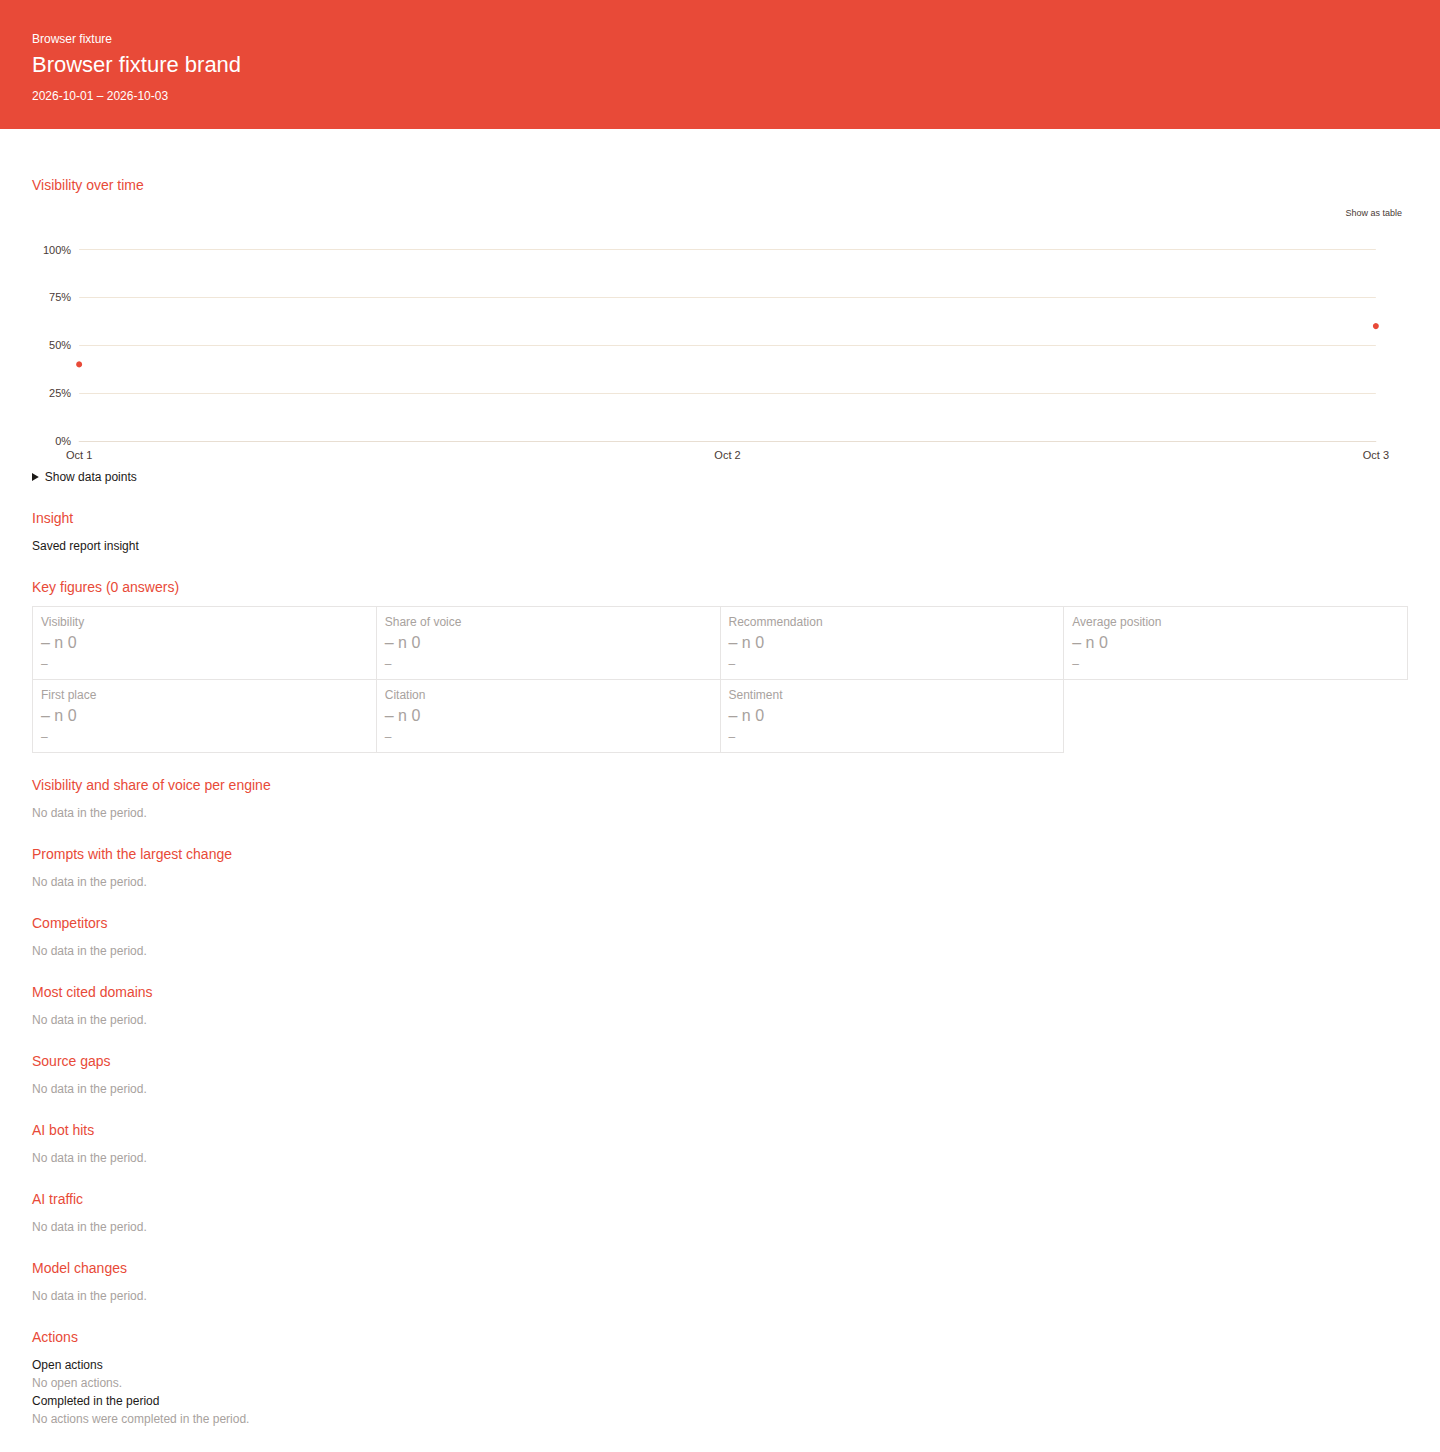 Browser fixture
Browser fixture brand
2026-10-01 – 2026-10-03
Visibility over time
Show as table
100%
75%
50%
25%
0%
Oct 1
Oct 2
Oct 3
Show data points
Insight
Saved report insight
Key figures (0 answers)
Visibility
– n 0
–
Share of voice
– n 0
–
Recommendation
– n 0
–
Average position
– n 0
–
First place
– n 0
–
Citation
– n 0
–
Sentiment
– n 0
–
Visibility and share of voice per engine
No data in the period.
Prompts with the largest change
No data in the period.
Competitors
No data in the period.
Most cited domains
No data in the period.
Source gaps
No data in the period.
AI bot hits
No data in the period.
AI traffic
No data in the period.
Model changes
No data in the period.
Actions
Open actions
No open actions.
Completed in the period
No actions were completed in the period.